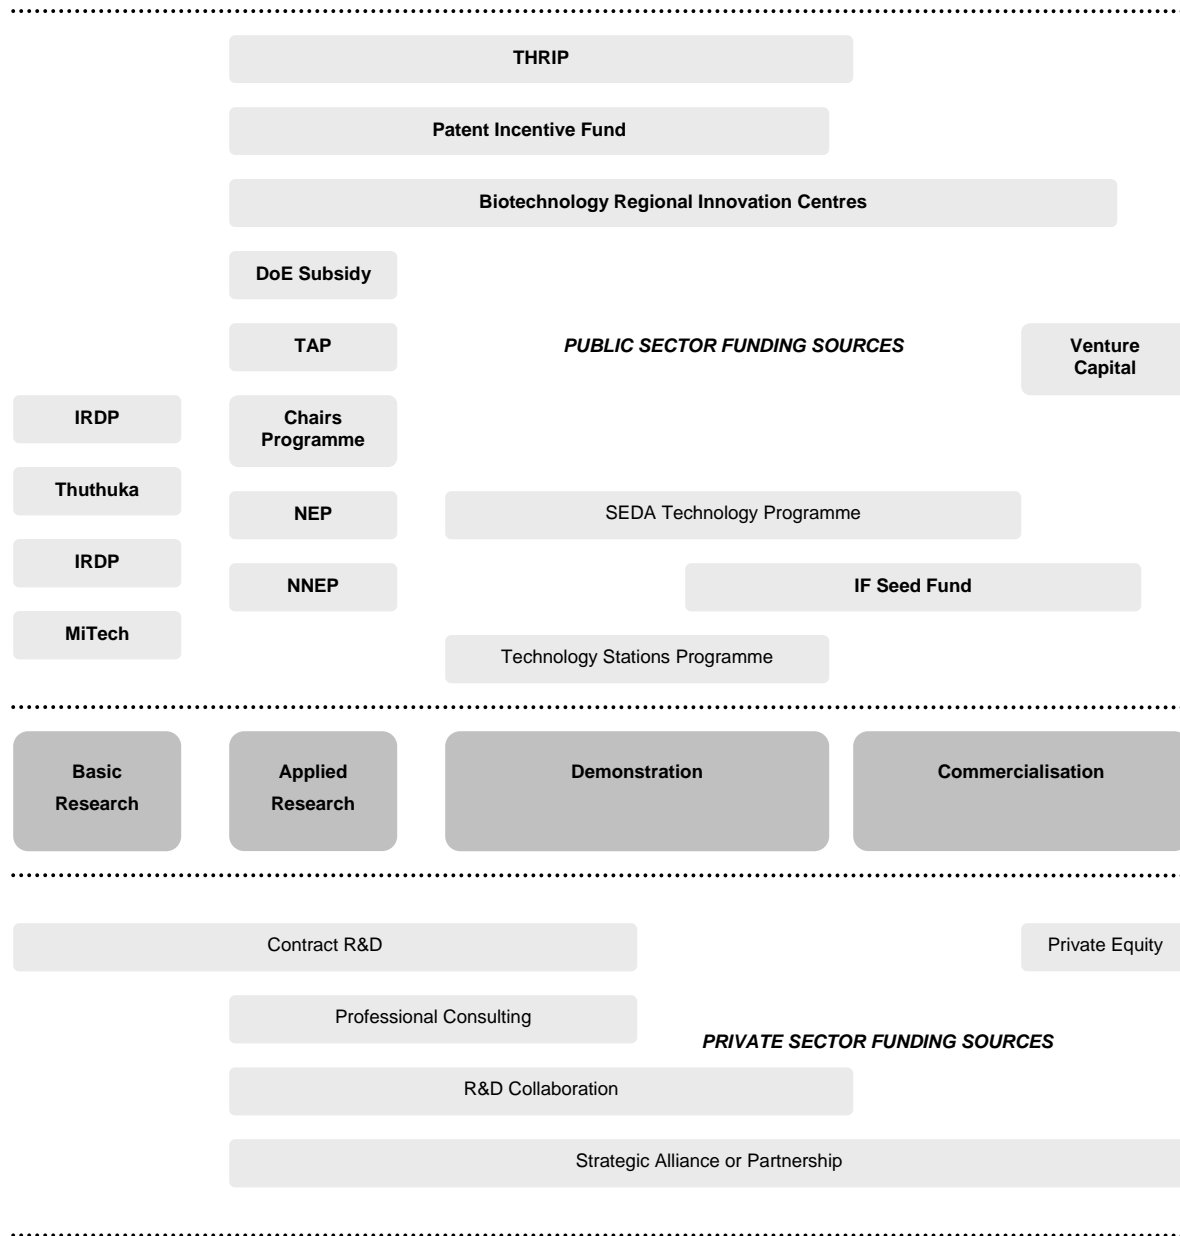 THRIP
Patent Incentive Fund
Biotechnology Regional Innovation Centres
DoE Subsidy
TAP
PUBLIC SECTOR FUNDING SOURCES
Venture
Capital
IRDP
Chairs
Programme
Thuthuka
NEP
SEDA Technology Programme
IRDP
NNEP
IF Seed Fund
MiTech
Technology Stations Programme
Basic
Research
Applied
Research
Demonstration
Commercialisation
Contract R&D
Private Equity
Professional Consulting
PRIVATE SECTOR FUNDING SOURCES
R&D Collaboration
Strategic Alliance or Partnership